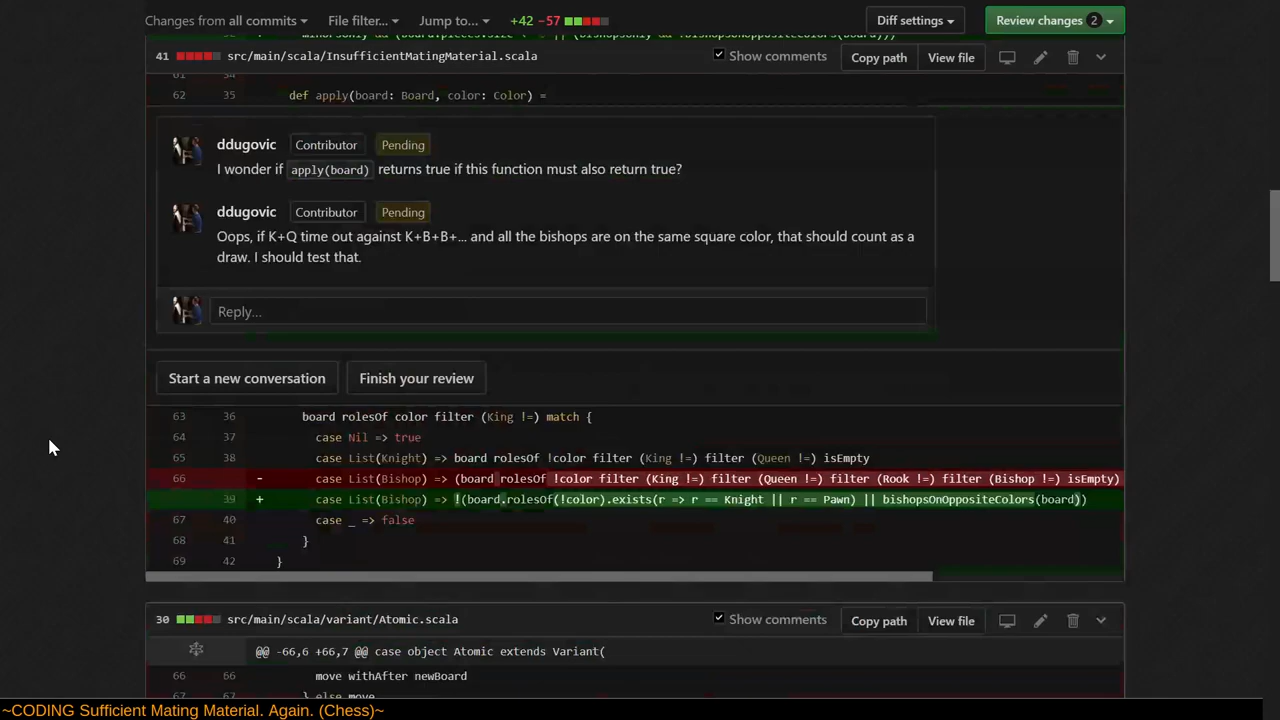 Changes from all commits File filter... Jump to... +42 −57 Diff settings Review changes 2
41 src/main/scala/InsufficientMatingMaterial.scala Show comments Copy path View file
61 34
62 35 def apply(board: Board, color: Color) =
ddugovic Contributor Pending
I wonder if apply(board) returns true if this function must also return true?
ddugovic Contributor Pending
Oops, if K+Q time out against K+B+B+... and all the bishops are on the same square color, that should count as a
draw. I should test that.
Reply...
Start a new conversation Finish your review
63 36 board rolesOf color filter (King !=) match {
64 37 case Nil => true
65 38 case List(Knight) => board rolesOf !color filter (King !=) filter (Queen !=) isEmpty
66 - case List(Bishop) => (board rolesOf !color filter (King !=) filter (Queen !=) filter (Rook !=) filter (Bishop !=) isEmpty)
39 + case List(Bishop) => !(board.rolesOf(!color).exists(r => r == Knight || r == Pawn) || bishopsOnOppositeColors(board))
67 40 case _ => false
68 41 }
69 42 }
30 src/main/scala/variant/Atomic.scala Show comments Copy path View file
@@ -66,6 +66,7 @@ case object Atomic extends Variant(
66 66 move withAfter newBoard
67 67 } else move
~CODING Sufficient Mating Material. Again. (Chess)~